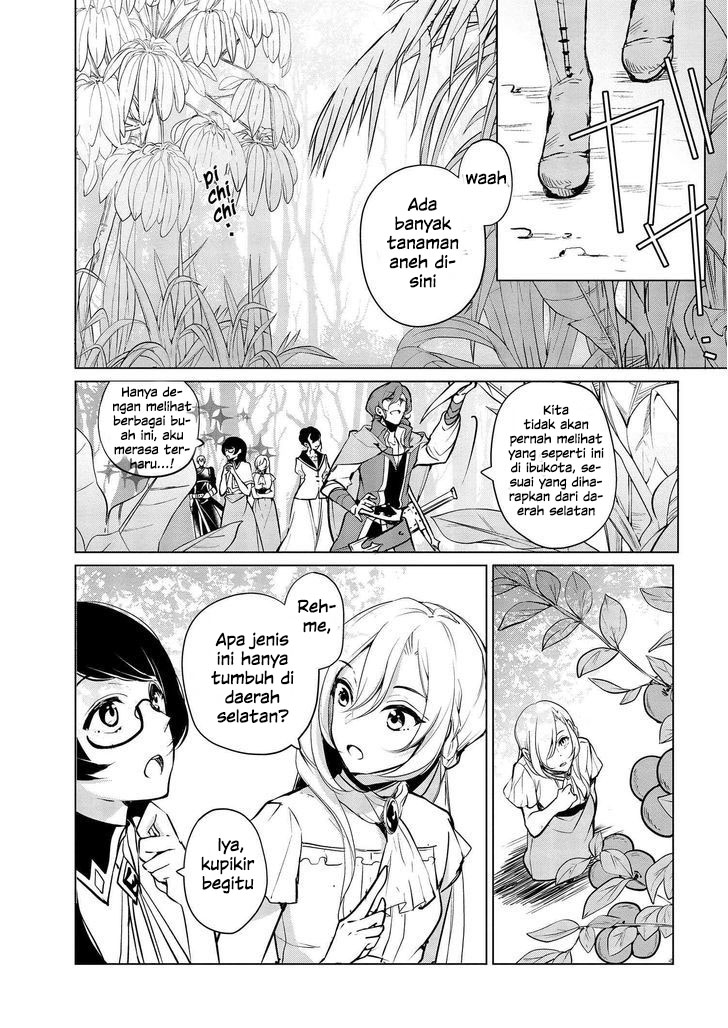 waah
Ada
banyak
tanaman
aneh di-
sini
pi
chi
chi..
Kita
tidak akan
pernah melihat
yang seperti ini
di ibukota, se-
suai yang diha-
rapkan dari da-
erah selatan
Hanya de-
ngan melihat
berbagai bu-
ah ini, aku
merasa ter-
haru...!
Reh-
me,
Apa jenis
ini hanya
tumbuh di
daerah
selatan?
Iya,
kupikir
begitu